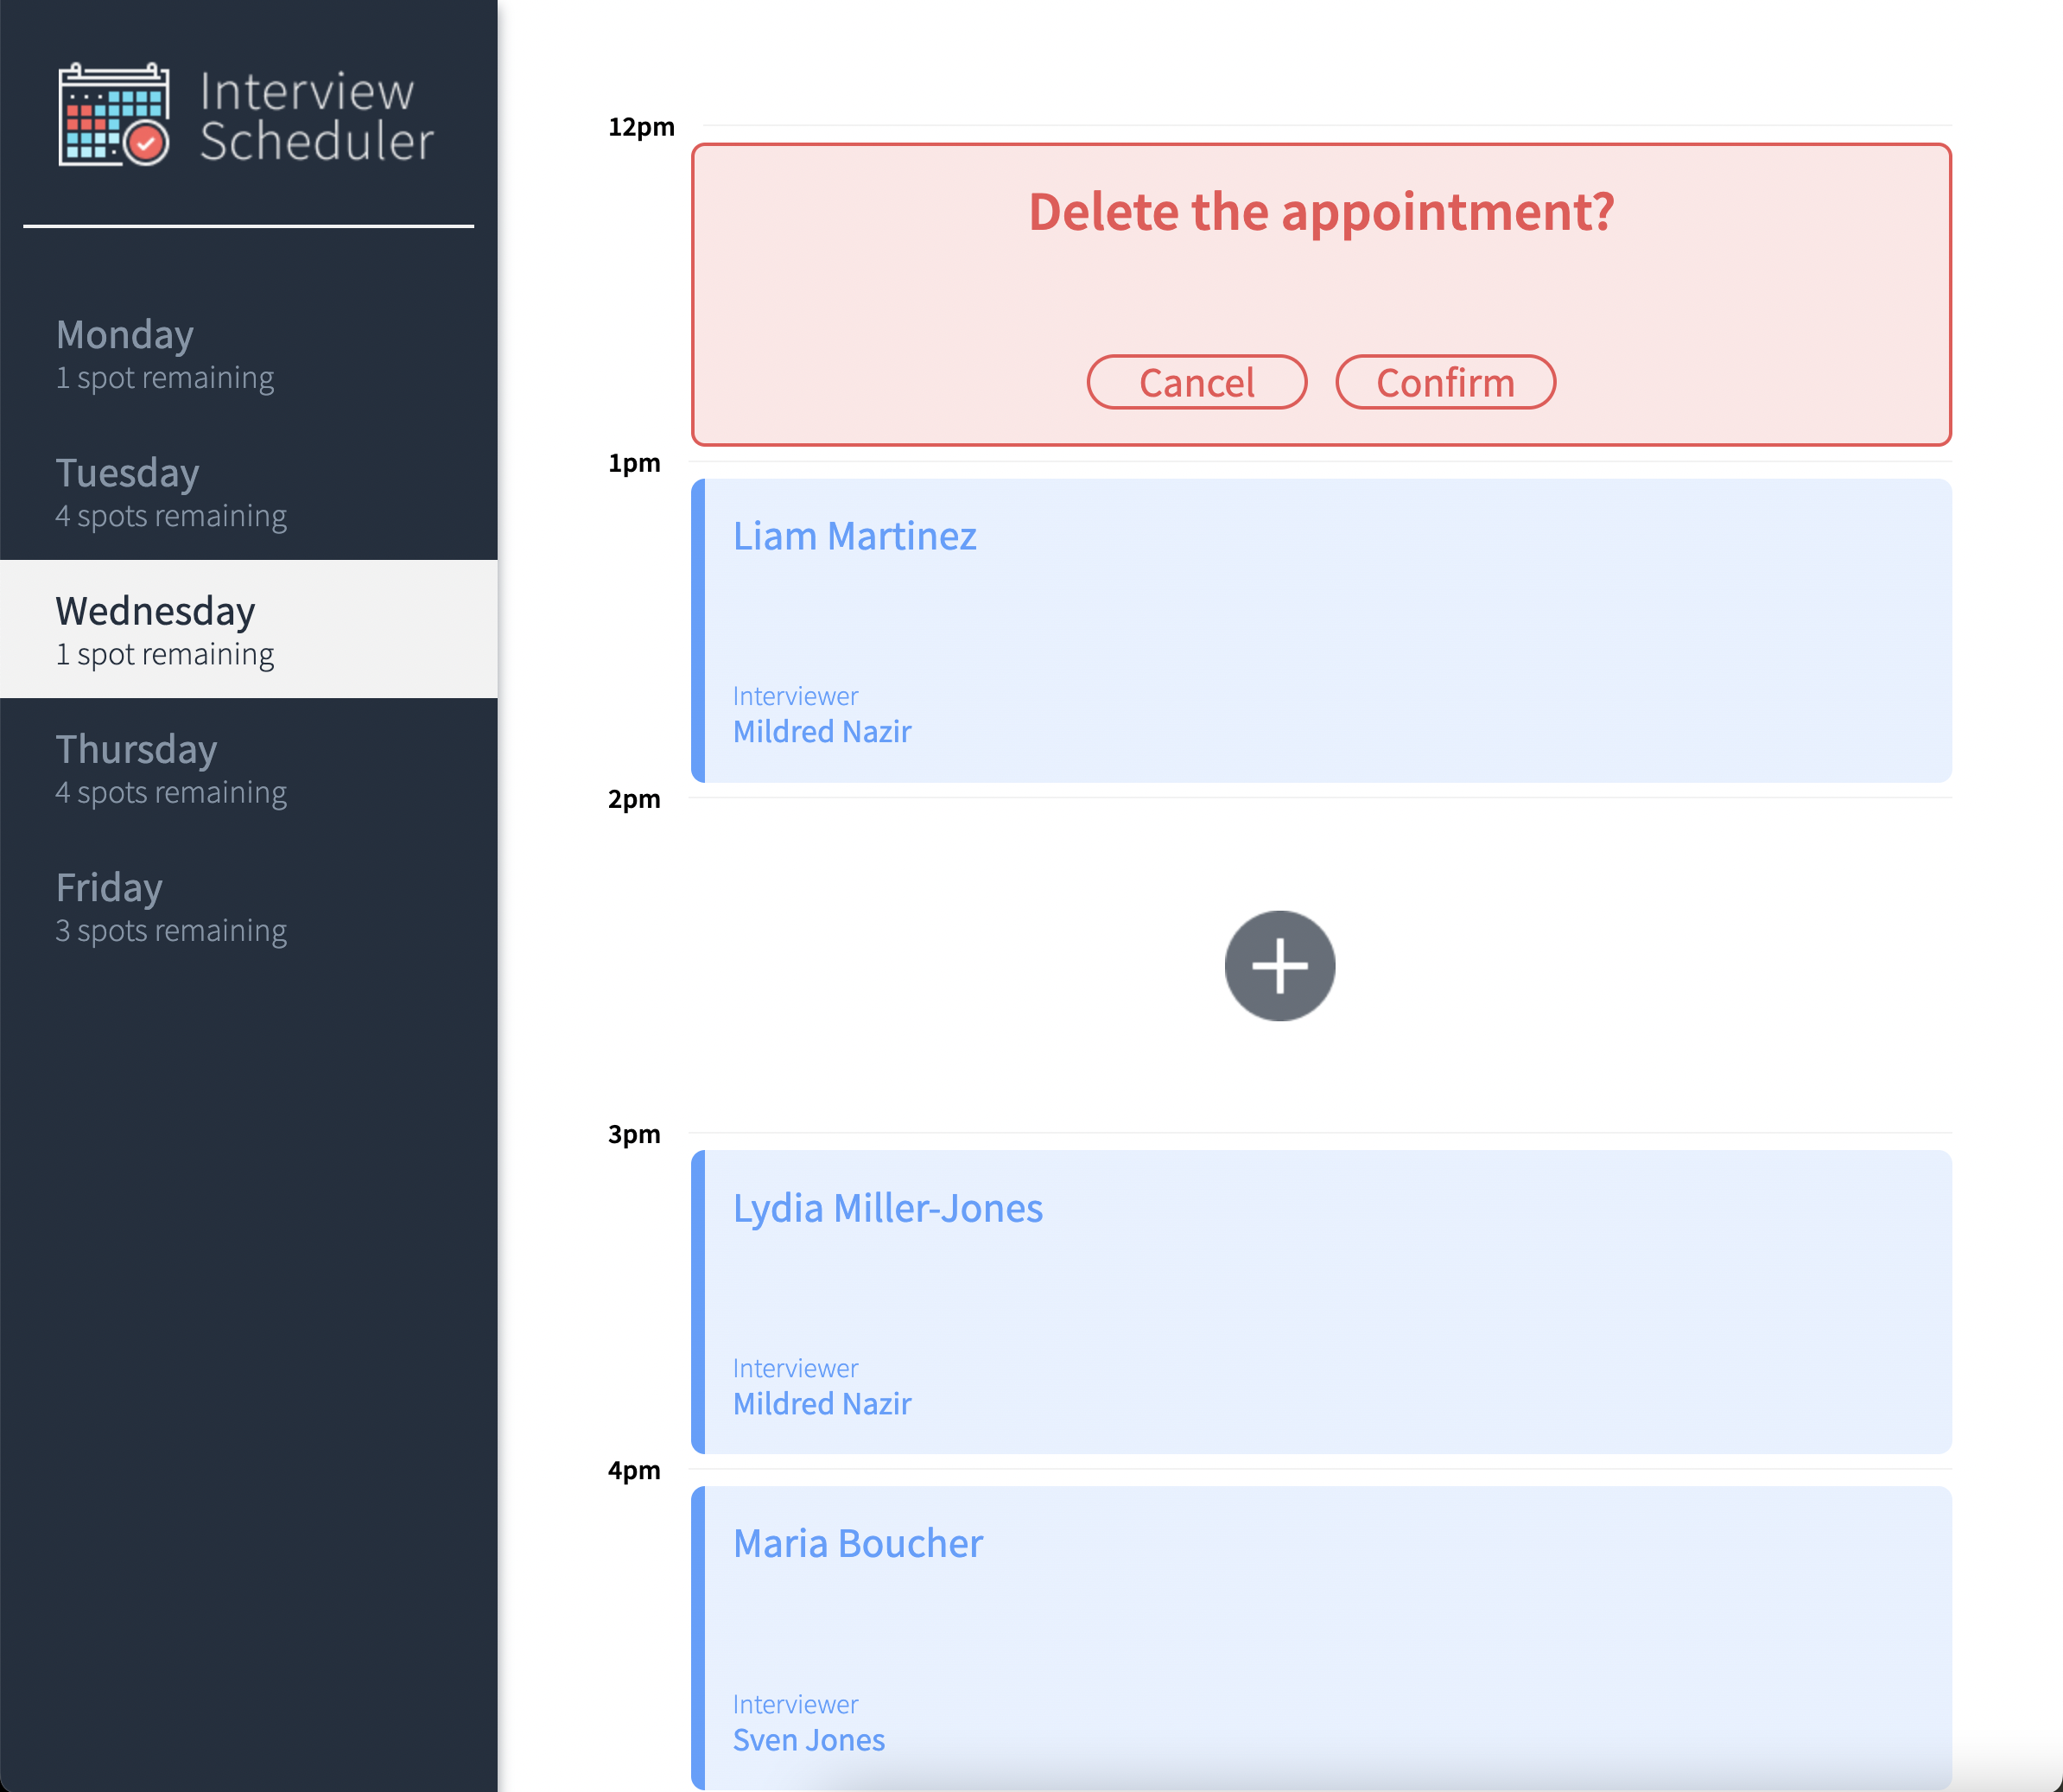 Interview
Scheduler
Monday
1 spot remaining
Tuesday
4 spots remaining
Wednesday
1 spot remaining
Thursday
4 spots remaining
Friday
3 spots remaining
12pm
Delete the appointment?
Cancel Confirm
1pm
Liam Martinez
Interviewer
Mildred Nazir
2pm
3pm
Lydia Miller-Jones
Interviewer
Mildred Nazir
4pm
Maria Boucher
Interviewer
Sven Jones